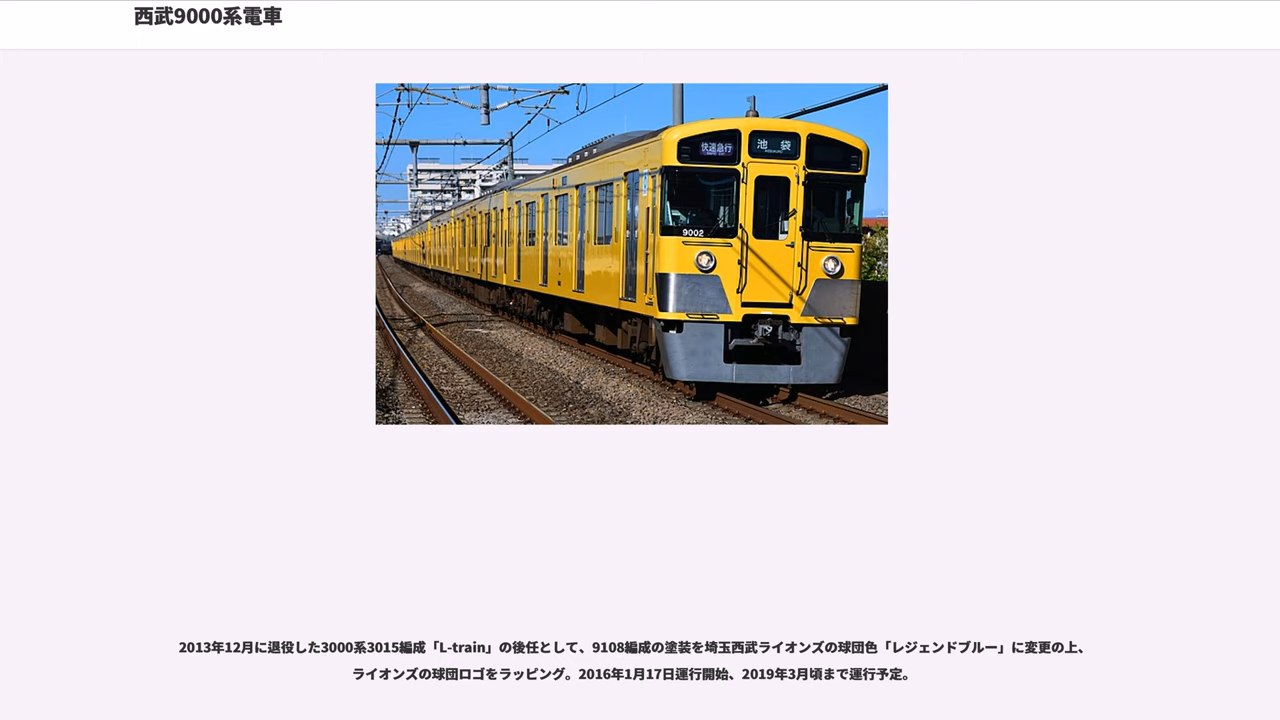 西武9000系電車
快速急行
池袋
9002
2013年12月に退役した3000系3015編成「L-train」の後任として、9108編成の塗装を埼玉西武ライオンズの球団色「レジェンドブルー」に変更の上、
ライオンズの球団ロゴをラッピング。2016年1月17日運行開始、2019年3月頃まで運行予定。